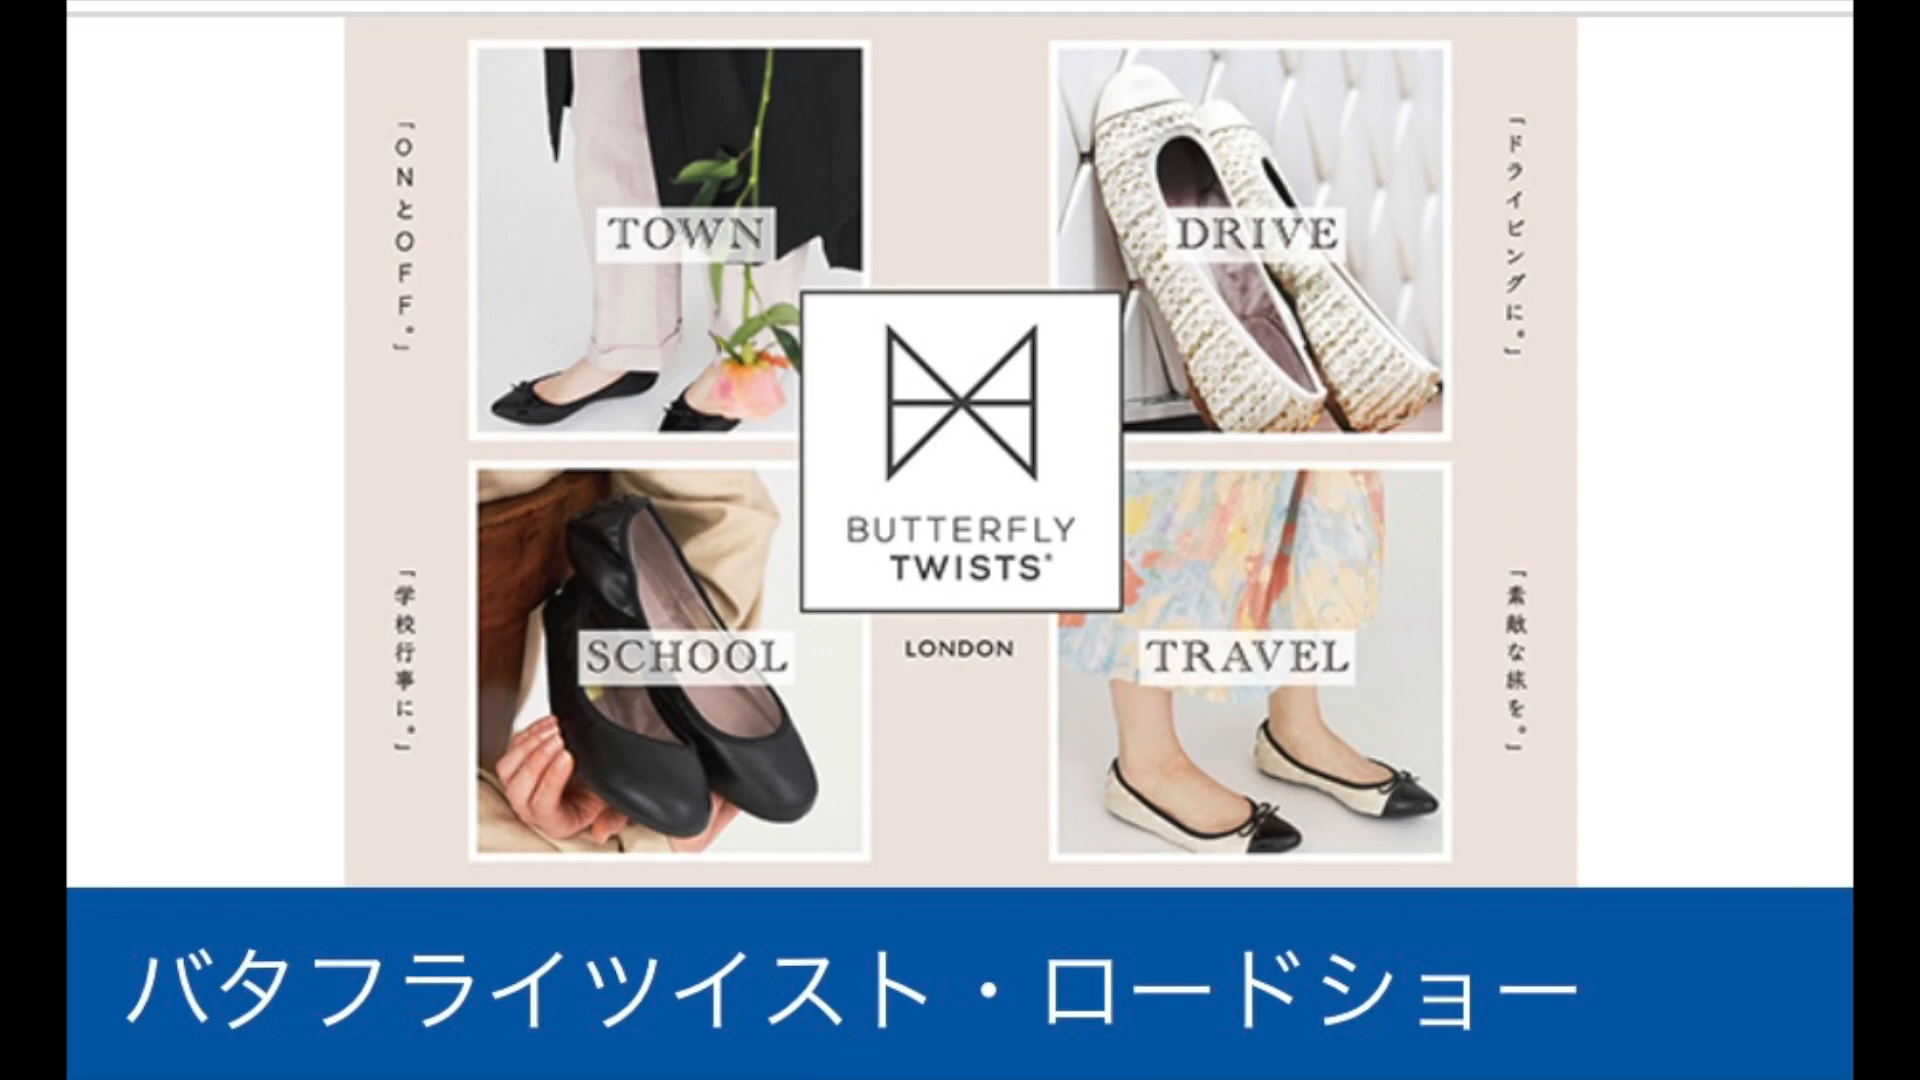 「ONとOFF。」
TOWN
DRIVE
「ドライビングに。」
BUTTERFLY
TWISTS®
LONDON
「学校行事に。」
SCHOOL
TRAVEL
「素敵な旅を。」
バタフライツイスト・ロードショー